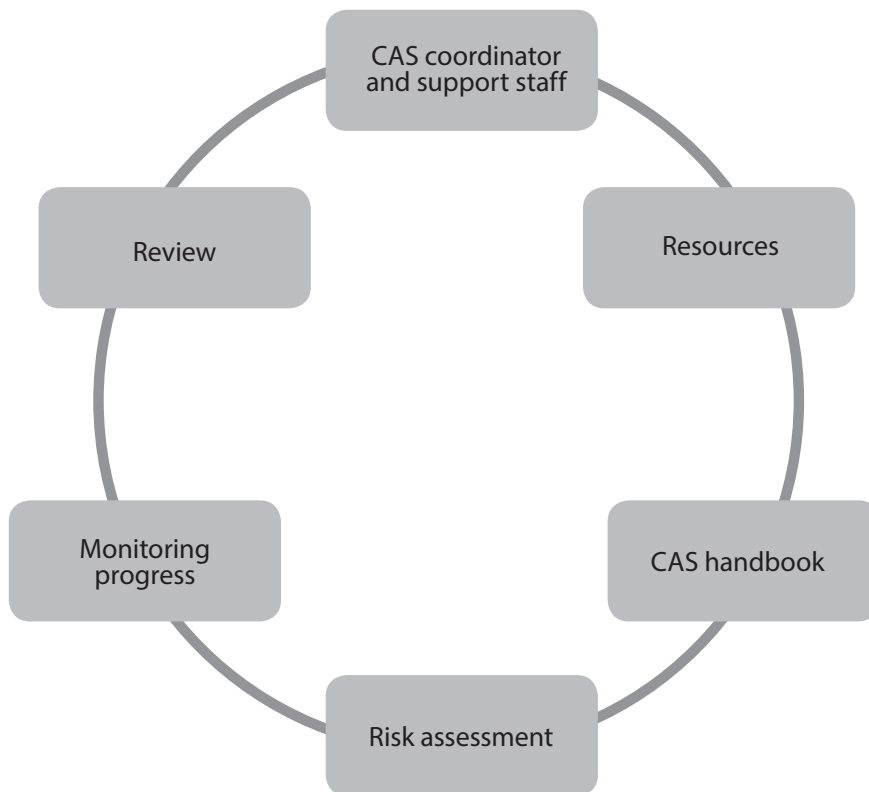 CAS coordinator
and support staff
Review
Resources
Monitoring
progress
CAS handbook
Risk assessment